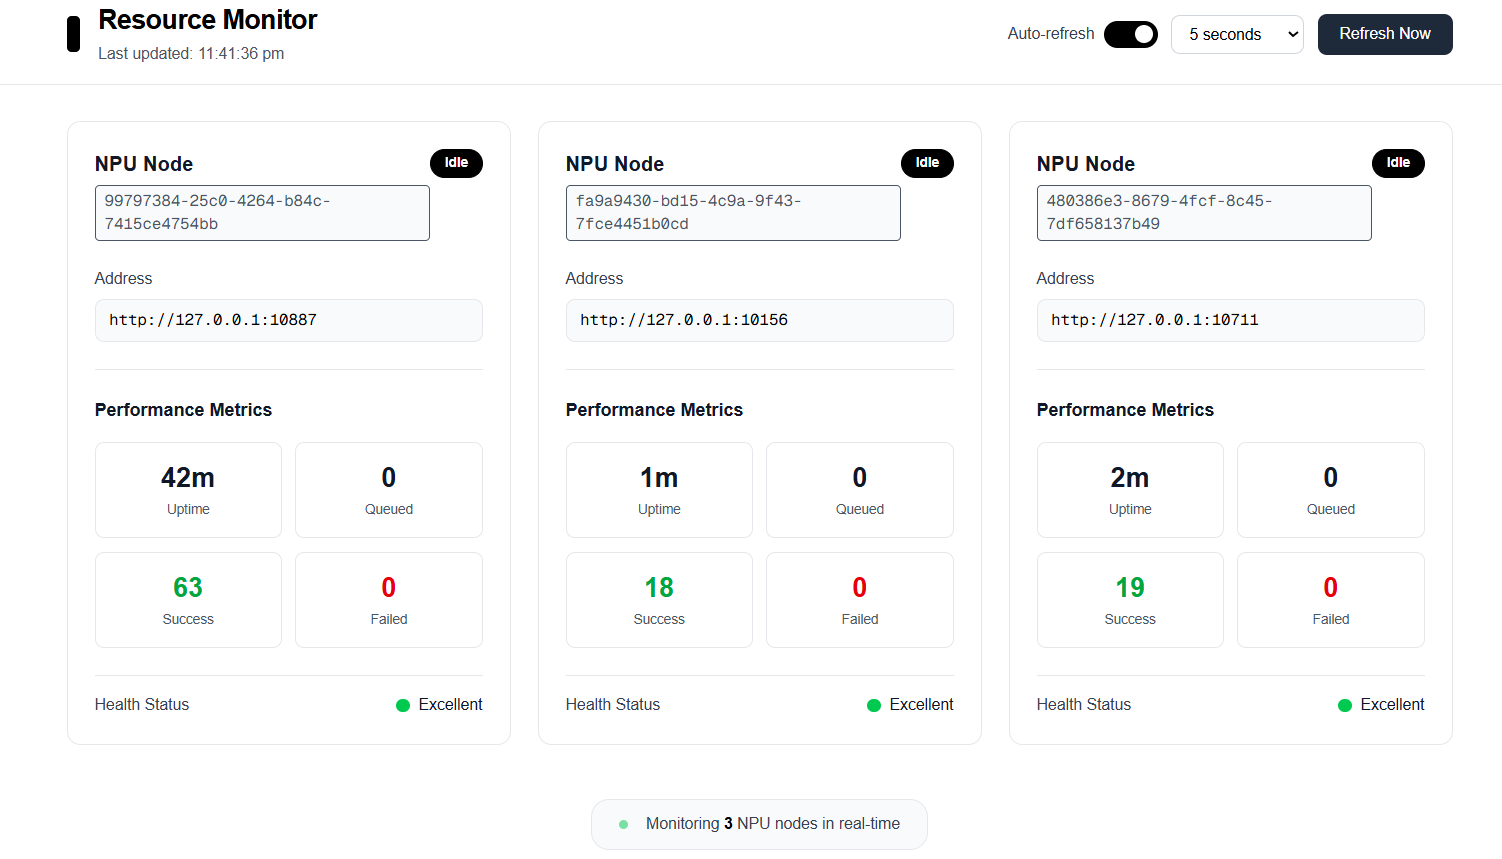 Resource Monitor
Last updated: 11:41:36 pm
Auto-refresh
5 seconds
Refresh Now
NPU Node
Idle
99797384-25c0-4264-b84c-
7415ce4754bb
Address
http://127.0.0.1:10887
Performance Metrics
42m
Uptime
0
Queued
63
Success
0
Failed
Health Status
Excellent
NPU Node
Idle
fa9a9430-bd15-4c9a-9f43-
7fce4451b0cd
Address
http://127.0.0.1:10156
Performance Metrics
1m
Uptime
0
Queued
18
Success
0
Failed
Health Status
Excellent
NPU Node
Idle
480386e3-8679-4fcf-8c45-
7df658137b49
Address
http://127.0.0.1:10711
Performance Metrics
2m
Uptime
0
Queued
19
Success
0
Failed
Health Status
Excellent
Monitoring 3 NPU nodes in real-time